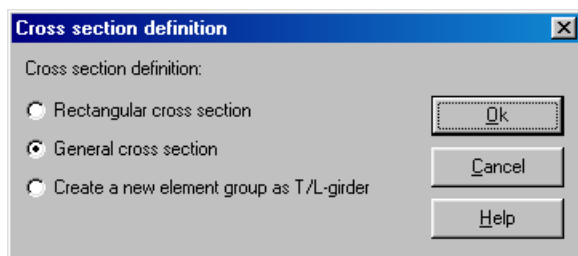 Cross section definition
Cross section definition:
Rectangular cross section
General cross section
Create a new element group as T/L-girder
Ok
Cancel
Help